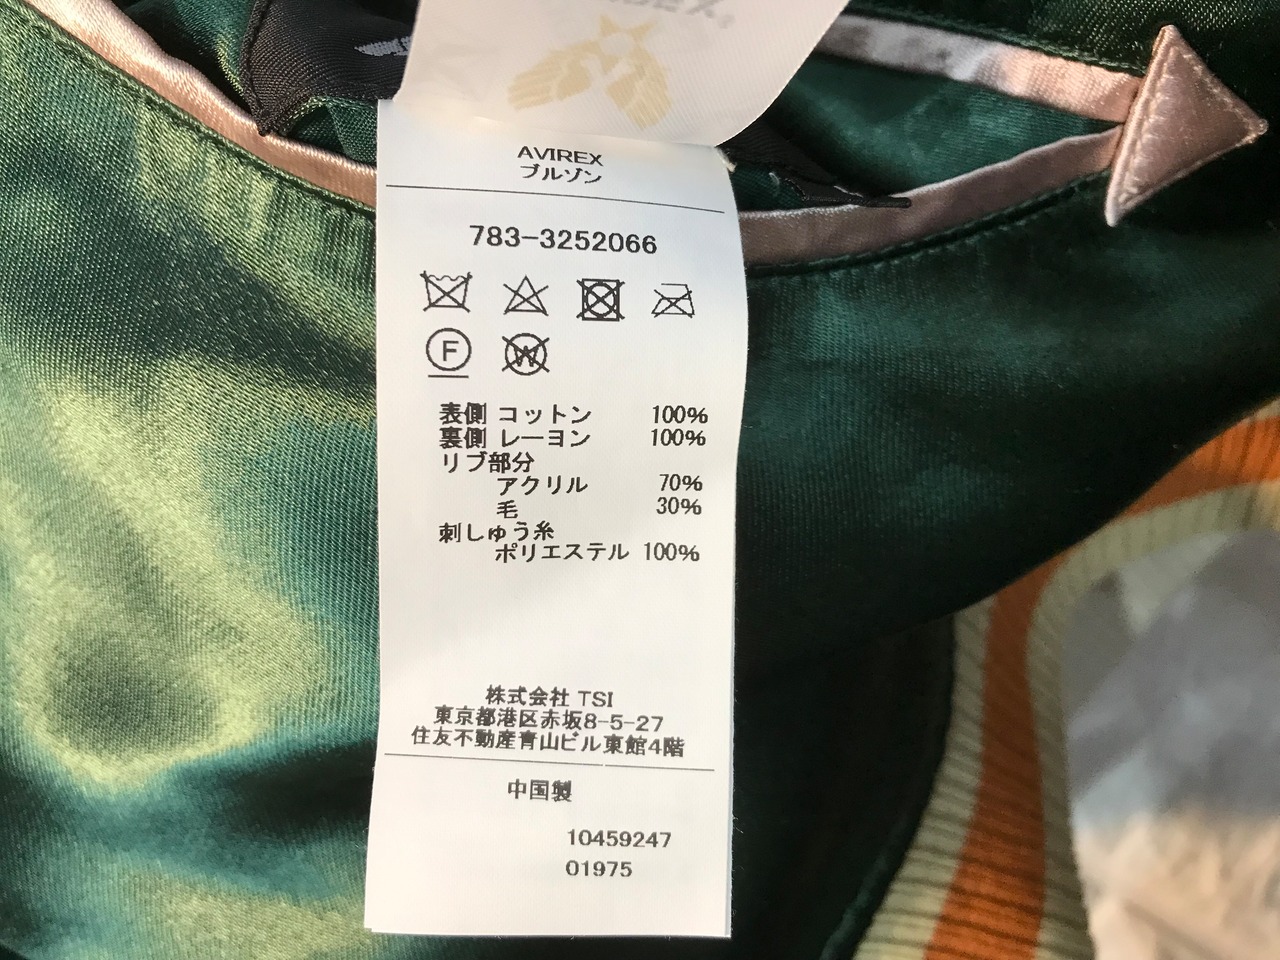 AVIREX
ブルゾン
783-3252066
F
W
表側 コットン 100%
裏側 レーヨン 100%
リブ部分
アクリル 70%
毛 30%
刺しゅう糸
ポリエステル 100%
株式会社 TSI
東京都港区赤坂8-5-27
住友不動産青山ビル東館4階
中国製
10459247
01975